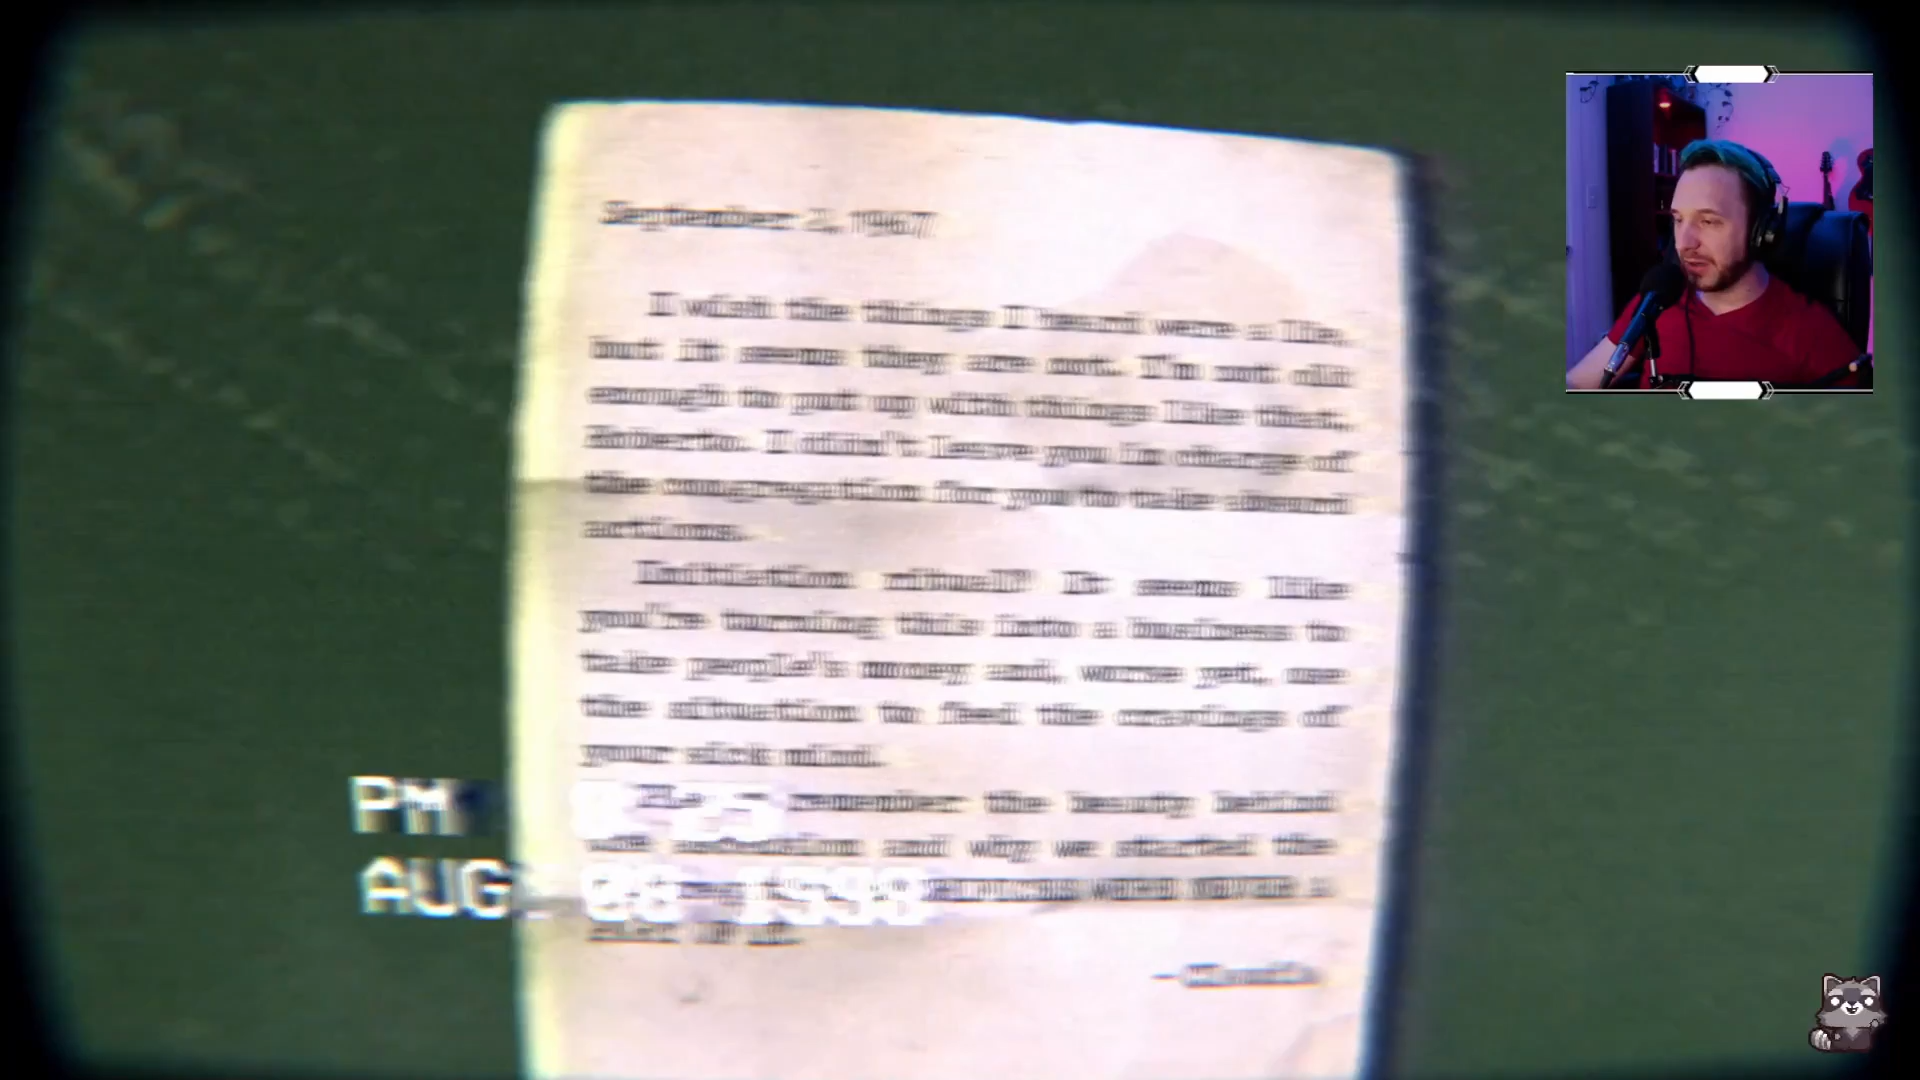 September 2, 1967
I wish the things I heard were a lie,
but it seems they are not. I'm not old
enough to put up with things like that,
Roberto. I didn't leave you in charge of
the congregation for you to take absurd
actions.
Initiation ritual? It seems like
you're turning this into a business to
take people's money and, worse yet, use
the situation to feed the cravings of
your sick mind.
remember the beauty behind
and why we started the
PM 25
AUG 08 1998